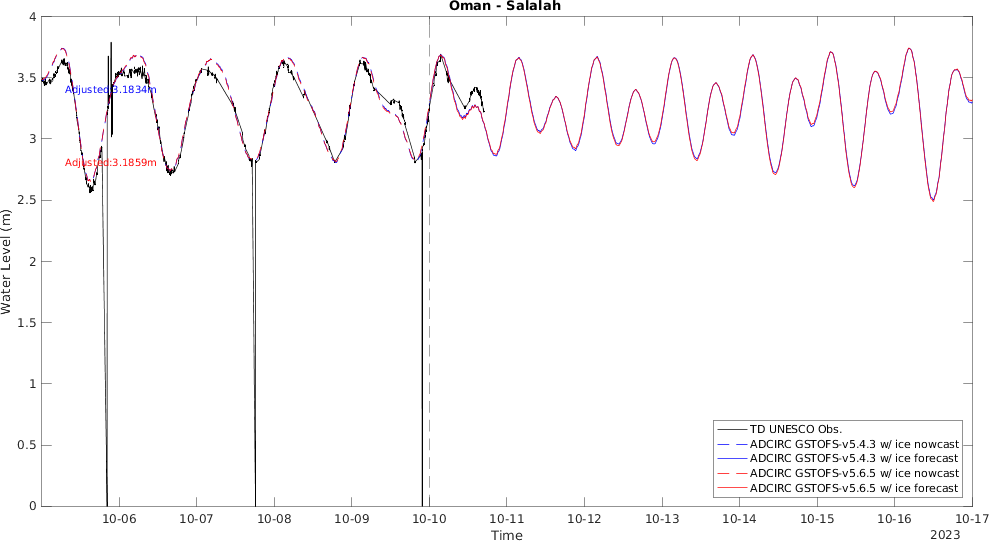 Oman - Salalah
Water Level (m)
4
3.5
3
2.5
2
1.5
1
0.5
0
Adjusted:3.1834m
Adjusted:3.1859m
TD UNESCO Obs.
ADCIRC GSTOFS-v5.4.3 w/ ice nowcast
ADCIRC GSTOFS-v5.4.3 w/ ice forecast
ADCIRC GSTOFS-v5.6.5 w/ ice nowcast
ADCIRC GSTOFS-v5.6.5 w/ ice forecast
10-06 10-07 10-08 10-09 10-10 10-11 10-12 10-13 10-14 10-15 10-16 10-17
Time
2023